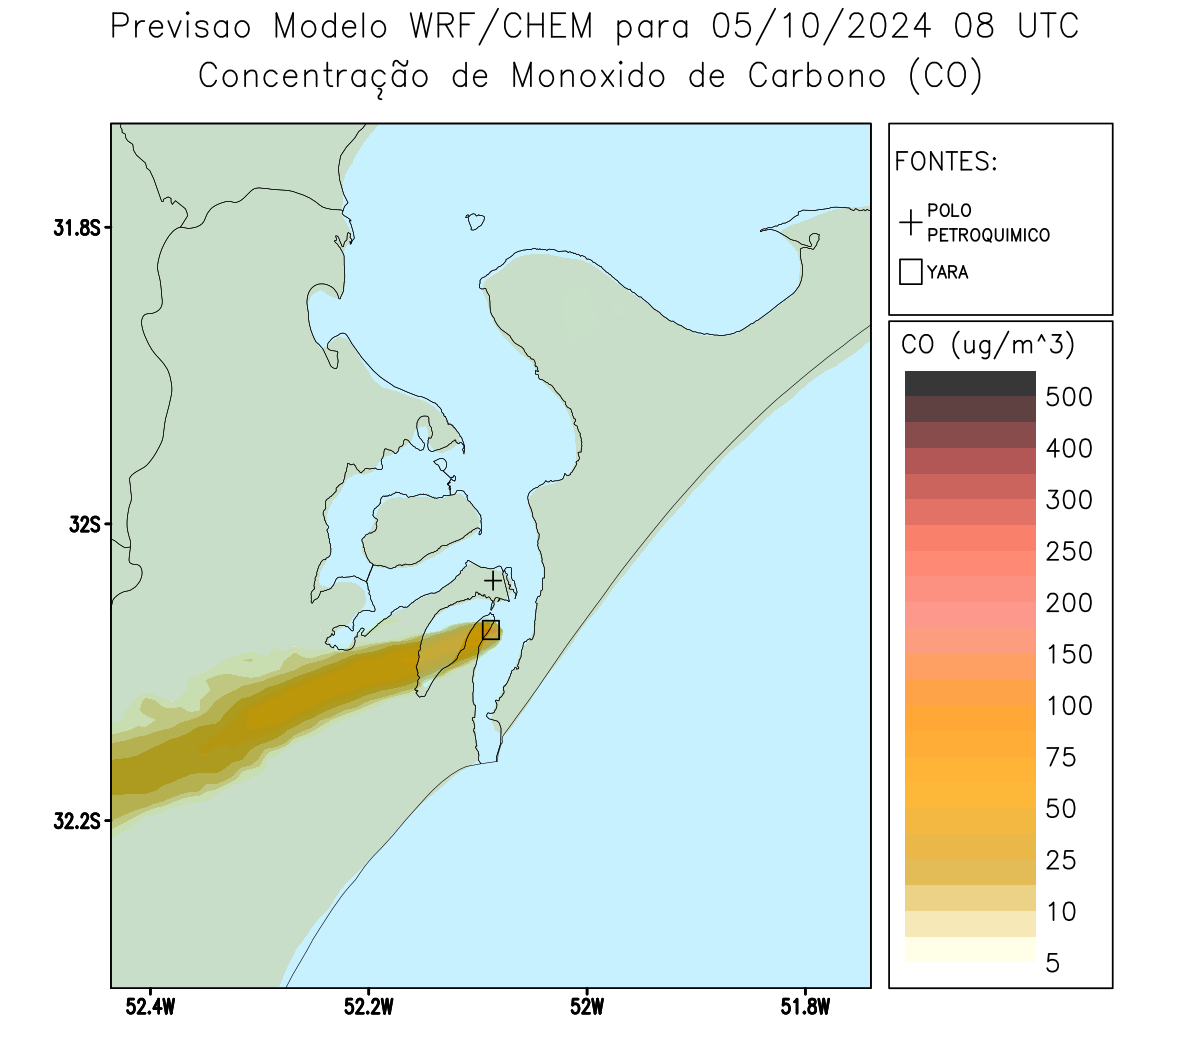 Previsao Modelo WRF/CHEM para 05/10/2024 08 UTC
Concentração de Monoxido de Carbono (CO)
FONTES:
POLO
PETROQUIMICO
YARA
CO (ug/m^3)
500
400
300
250
200
150
100
75
50
25
10
5
31.8S
32S
32.2S
52.4W
52.2W
52W
51.8W